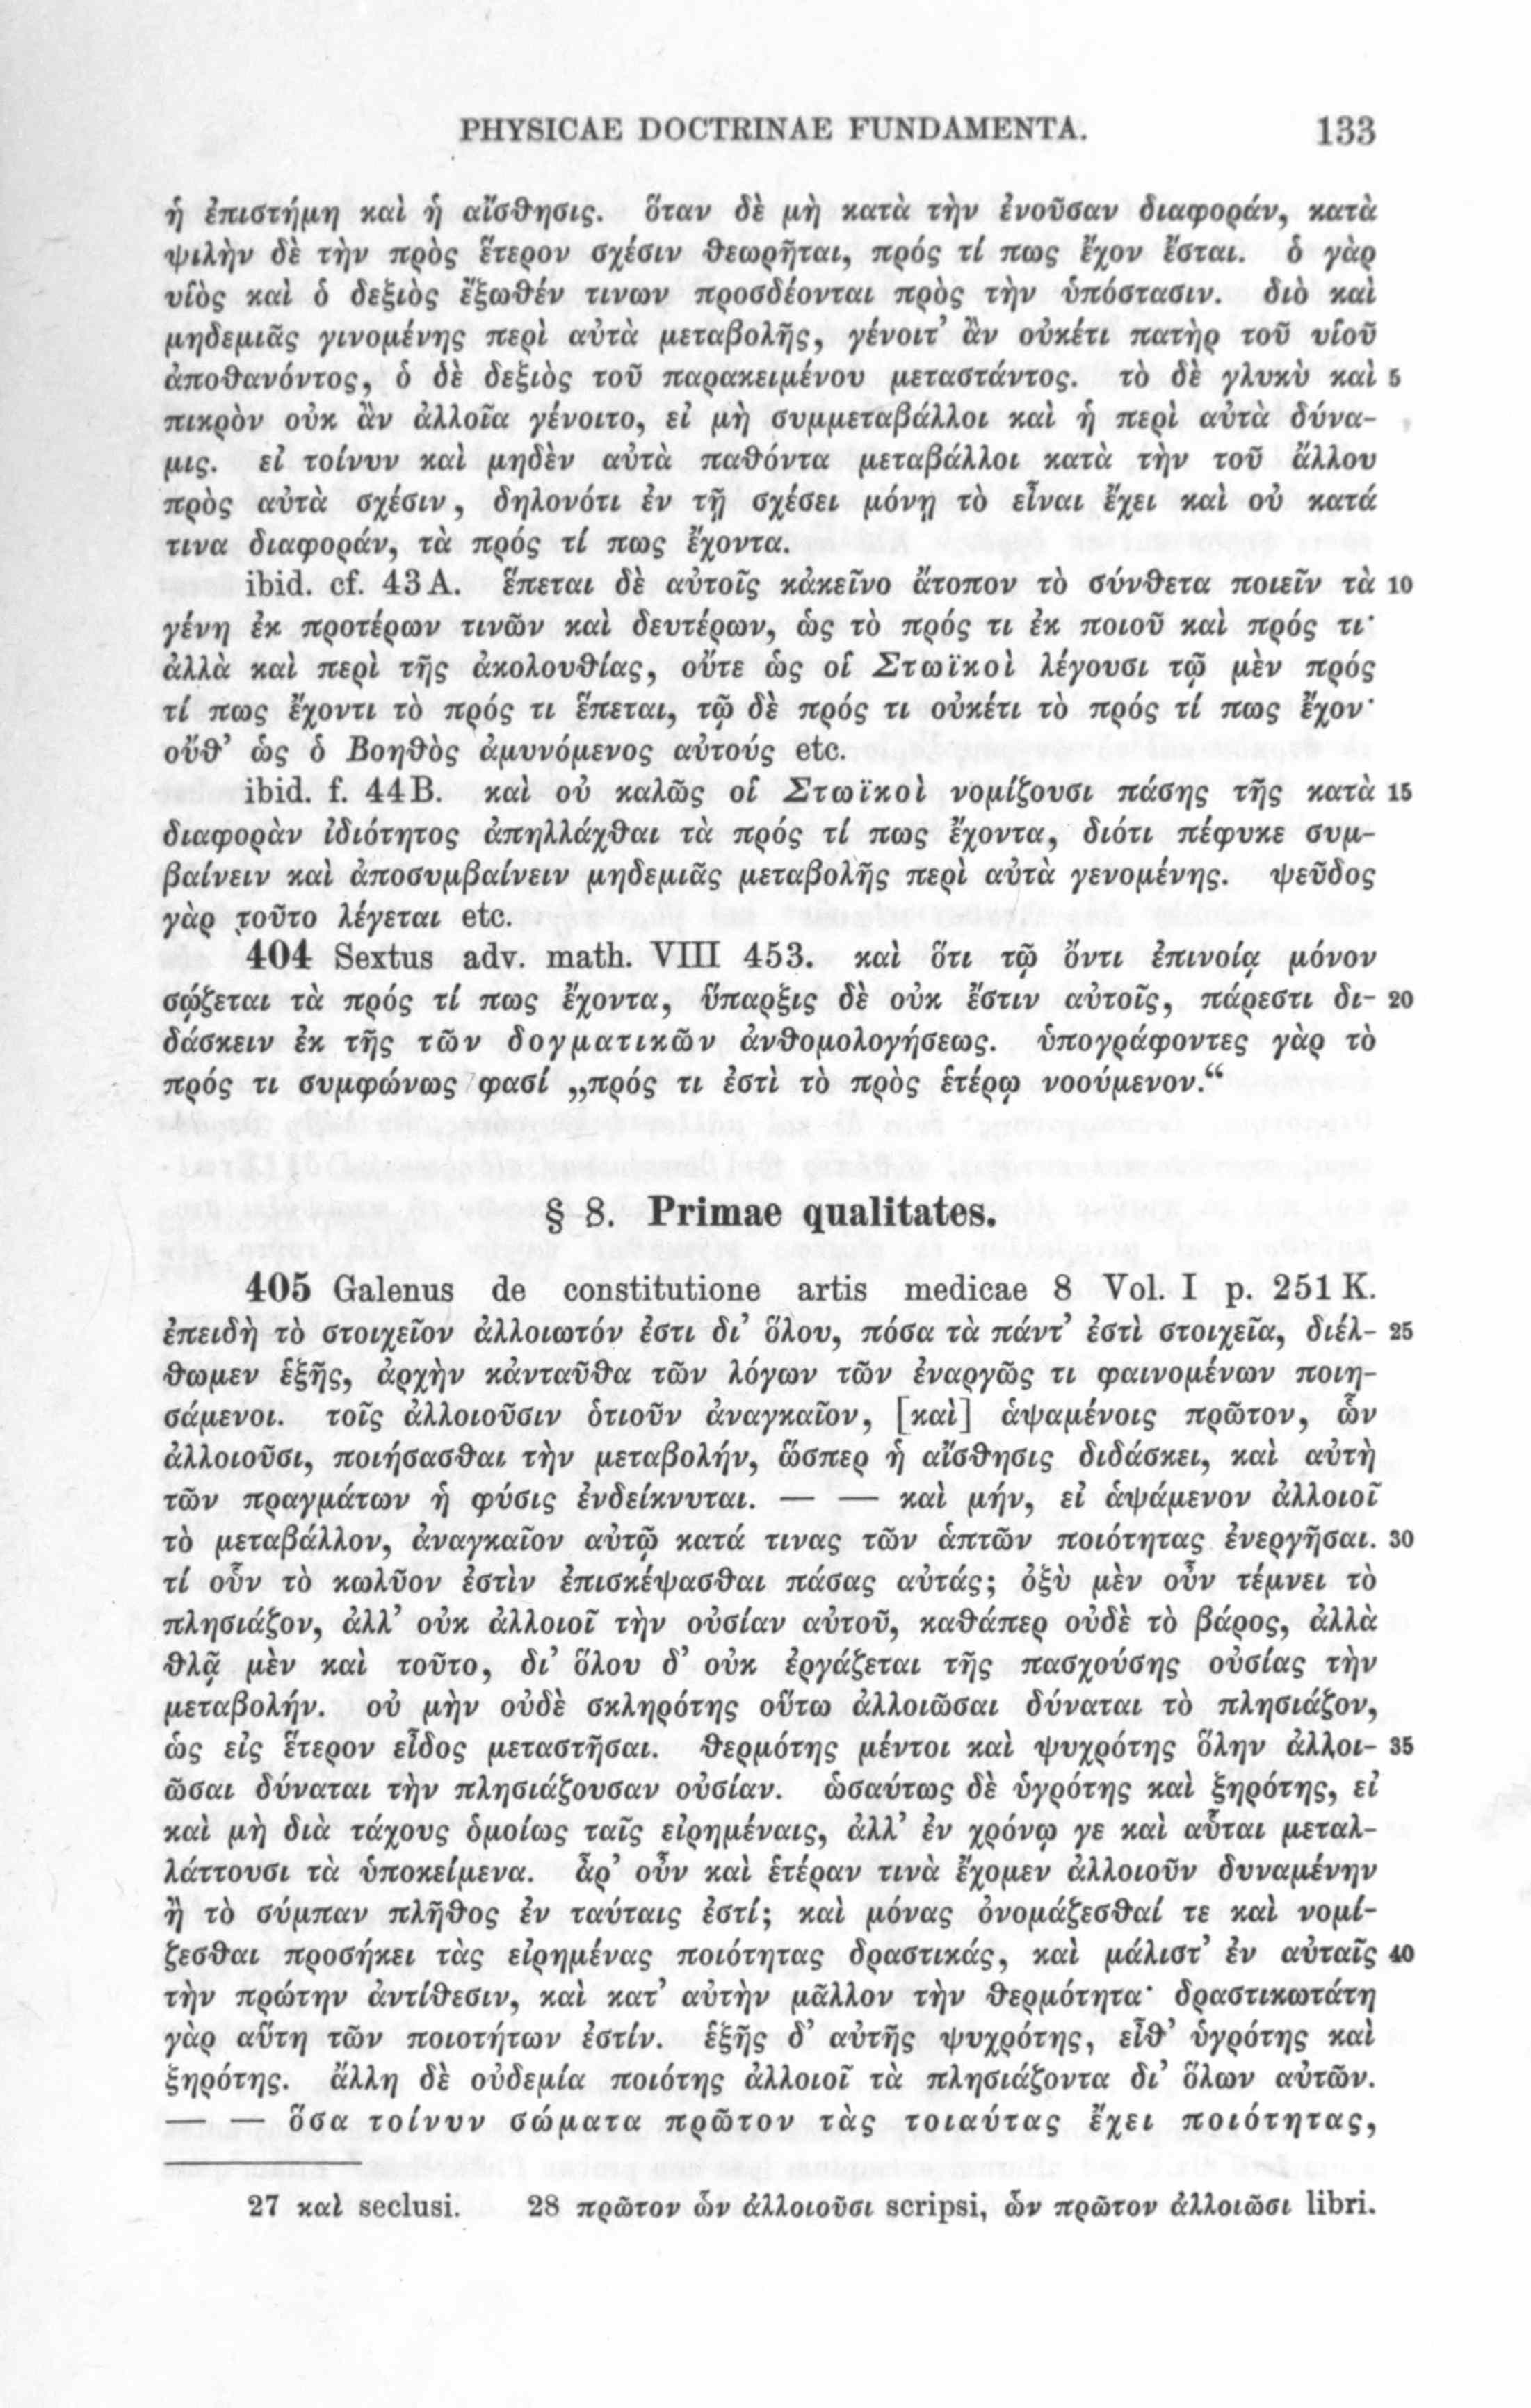 PHYSICAE DOCTRINAE FUNDAMENTA. 133
ἡ ἐπιστήμη καὶ ἡ αἴσθησις. ὅταν δὲ μὴ κατὰ τὴν ἐνοῦσαν διαφοράν, κατὰ
ψιλὴν δὲ τὴν πρὸς ἕτερον σχέσιν θεωρῆται, πρός τί πως ἔχον ἔσται. ὁ γὰρ
υἱὸς καὶ ὁ δεξιὸς ἔξωθέν τινων προσδέονται πρὸς τὴν ὑπόστασιν. διὸ καὶ
μηδεμιᾶς γινομένης περὶ αὐτὰ μεταβολῆς, γένοιτ’ ἂν οὐκέτι πατὴρ τοῦ υἱοῦ
ἀποθανόντος, ὁ δὲ δεξιὸς τοῦ παρακειμένου μεταστάντος. τὸ δὲ γλυκὺ καὶ 5
πικρὸν οὐκ ἂν ἀλλοῖα γένοιτο, εἰ μὴ συμμεταβάλλοι καὶ ἡ περὶ αὐτὰ δύνα-
μις. εἰ τοίνυν καὶ μηδὲν αὐτὰ παθόντα μεταβάλλοι κατὰ τὴν τοῦ ἄλλου
πρὸς αὐτὰ σχέσιν, δηλονότι ἐν τῇ σχέσει μόνῃ τὸ εἶναι ἔχει καὶ οὐ κατά
τινα διαφοράν, τὰ πρός τί πως ἔχοντα.
ibid. cf. 43 A. ἕπεται δὲ αὐτοῖς κἀκεῖνο ἄτοπον τὸ σύνθετα ποιεῖν τὰ 10
γένη ἐκ προτέρων τινῶν καὶ δευτέρων, ὡς τὸ πρός τι ἐκ ποιοῦ καὶ πρός τι·
ἀλλὰ καὶ περὶ τῆς ἀκολουθίας, οὔτε ὡς οἱ Στωϊκοὶ λέγουσι τῷ μὲν πρός
τί πως ἔχοντι τὸ πρός τι ἕπεται, τῷ δὲ πρός τι οὐκέτι τὸ πρός τί πως ἔχον·
οὔθ’ ὡς ὁ Βοηθὸς ἀμυνόμενος αὐτούς etc.
ibid. f. 44 B. καὶ οὐ καλῶς οἱ Στωϊκοὶ νομίζουσι πάσης τῆς κατὰ 15
διαφορὰν ἰδιότητος ἀπηλλάχθαι τὰ πρός τί πως ἔχοντα, διότι πέφυκε συμ-
βαίνειν καὶ ἀποσυμβαίνειν μηδεμιᾶς μεταβολῆς περὶ αὐτὰ γενομένης. ψεῦδος
γὰρ τοῦτο λέγεται etc.
404 Sextus adv. math. VIII 453. καὶ ὅτι τῷ ὄντι ἐπινοίᾳ μόνον
σῴζεται τὰ πρός τί πως ἔχοντα, ὕπαρξις δὲ οὐκ ἔστιν αὐτοῖς, πάρεστι δι- 20
δάσκειν ἐκ τῆς τῶν δογματικῶν ἀνθομολογήσεως. ὑπογράφοντες γὰρ τὸ
πρός τι συμφώνως φασί „πρός τι ἐστὶ τὸ πρὸς ἑτέρῳ νοούμενον.“
§ 8. Primae qualitates.
405 Galenus de constitutione artis medicae 8 Vol. I p. 251 K.
ἐπειδὴ τὸ στοιχεῖον ἀλλοιωτόν ἐστι δι’ ὅλου, πόσα τὰ πάντ’ ἐστὶ στοιχεῖα, διέλ- 25
θωμεν ἑξῆς, ἀρχὴν κἀνταῦθα τῶν λόγων τῶν ἐναργῶς τι φαινομένων ποιη-
σάμενοι. τοῖς ἀλλοιοῦσιν ὁτιοῦν ἀναγκαῖον, [καὶ] ἁψαμένοις πρῶτον, ὧν
ἀλλοιοῦσι, ποιήσασθαι τὴν μεταβολήν, ὥσπερ ἡ αἴσθησις διδάσκει, καὶ αὐτὴ
τῶν πραγμάτων ἡ φύσις ἐνδείκνυται. — — καὶ μήν, εἰ ἁψάμενον ἀλλοιοῖ
τὸ μεταβάλλον, ἀναγκαῖον αὐτῷ κατά τινας τῶν ἁπτῶν ποιότητας ἐνεργῆσαι. 30
τί οὖν τὸ κωλῦον ἐστὶν ἐπισκέψασθαι πάσας αὐτάς; ὀξὺ μὲν οὖν τέμνει τὸ
πλησιάζον, ἀλλ’ οὐκ ἀλλοιοῖ τὴν οὐσίαν αὐτοῦ, καθάπερ οὐδὲ τὸ βάρος, ἀλλὰ
θλᾷ μὲν καὶ τοῦτο, δι’ ὅλου δ’ οὐκ ἐργάζεται τῆς πασχούσης οὐσίας τὴν
μεταβολήν. οὐ μὴν οὐδὲ σκληρότης οὕτω ἀλλοιῶσαι δύναται τὸ πλησιάζον,
ὡς εἰς ἕτερον εἶδος μεταστῆσαι. θερμότης μέντοι καὶ ψυχρότης ὅλην ἀλλοι- 35
ῶσαι δύναται τὴν πλησιάζουσαν οὐσίαν. ὡσαύτως δὲ ὑγρότης καὶ ξηρότης, εἰ
καὶ μὴ διὰ τάχους ὁμοίως ταῖς εἰρημέναις, ἀλλ’ ἐν χρόνῳ γε καὶ αὗται μεταλ-
λάττουσι τὰ ὑποκείμενα. ἆρ’ οὖν καὶ ἑτέραν τινὰ ἔχομεν ἀλλοιοῦν δυναμένην
ἢ τὸ σύμπαν πλῆθος ἐν ταύταις ἐστί; καὶ μόνας ὀνομάζεσθαί τε καὶ νομί-
ζεσθαι προσήκει τὰς εἰρημένας ποιότητας δραστικάς, καὶ μάλιστ’ ἐν αὐταῖς 40
τὴν πρώτην ἀντίθεσιν, καὶ κατ’ αὐτὴν μᾶλλον τὴν θερμότητα· δραστικωτάτη
γὰρ αὕτη τῶν ποιοτήτων ἐστίν. ἑξῆς δ’ αὐτῆς ψυχρότης, εἶθ’ ὑγρότης καὶ
ξηρότης. ἄλλη δὲ οὐδεμία ποιότης ἀλλοιοῖ τὰ πλησιάζοντα δι’ ὅλων αὐτῶν.
— — ὅσα τοίνυν σώματα πρῶτον τὰς τοιαύτας ἔχει ποιότητας,
27 καὶ seclusi. 28 πρῶτον ὧν ἀλλοιοῦσι scripsi, ὧν πρῶτον ἀλλοιῶσι libri.